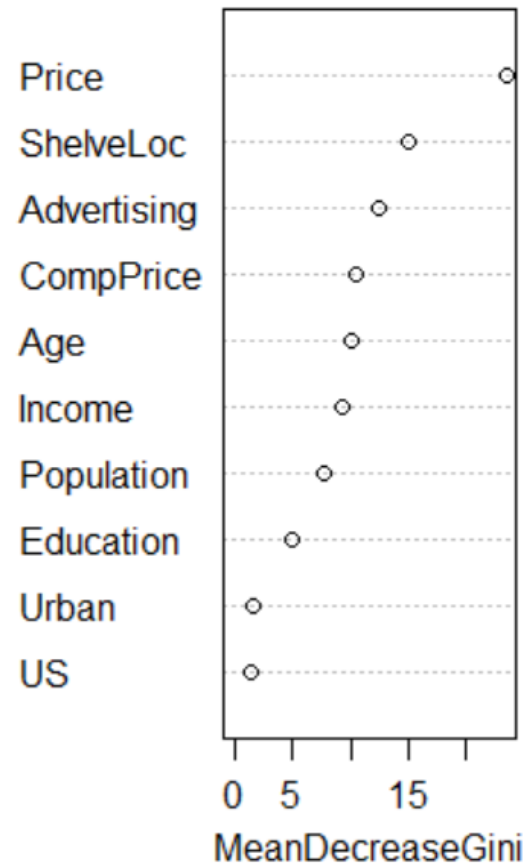 Price
ShelveLoc
Advertising
CompPrice
Age
Income
Population
Education
Urban
US
0 5 15
MeanDecreaseGini